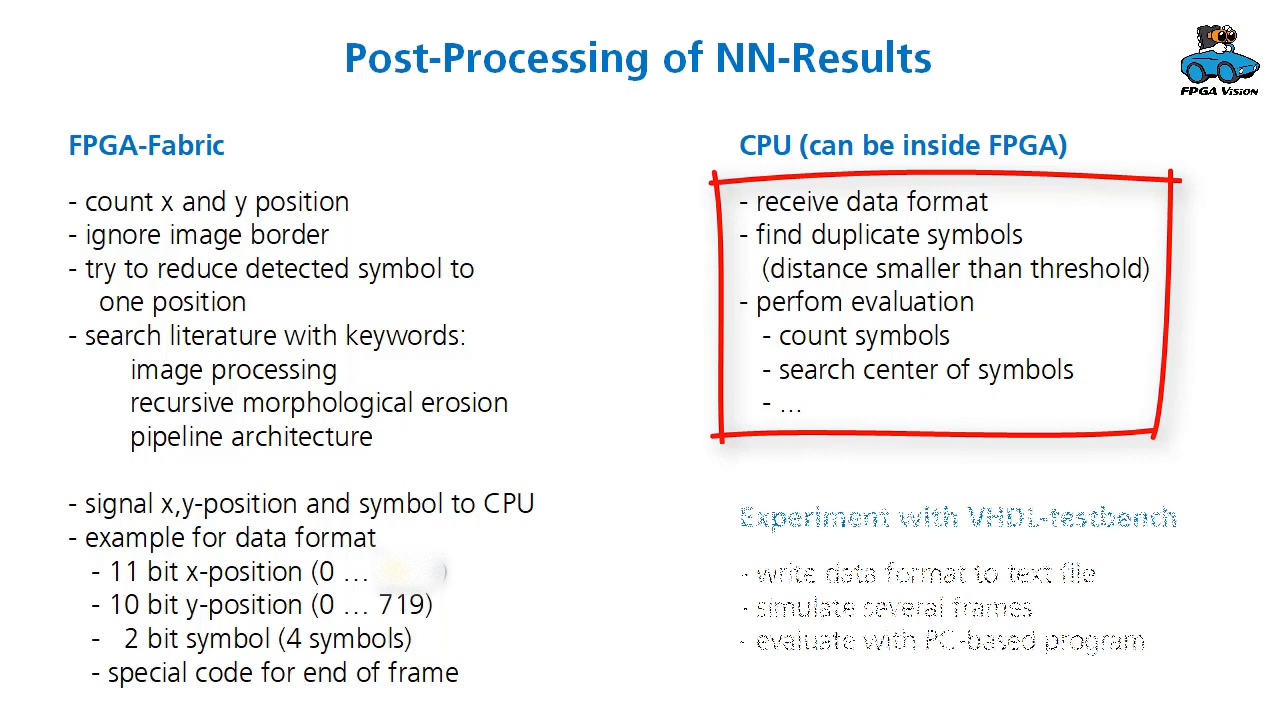 Post-Processing of NN-Results
FPGA VISION
FPGA-Fabric
- count x and y position
- ignore image border
- try to reduce detected symbol to
one position
- search literature with keywords:
image processing
recursive morphological erosion
pipeline architecture
- signal x,y-position and symbol to CPU
- example for data format
- 11 bit x-position (0 ... )
- 10 bit y-position (0 ... 719)
- 2 bit symbol (4 symbols)
- special code for end of frame
CPU (can be inside FPGA)
- receive data format
- find duplicate symbols
(distance smaller than threshold)
- perfom evaluation
- count symbols
- search center of symbols
- ...
Experiment with VHDL-testbench
- write data format to text file
- simulate several frames
- evaluate with PC-based program